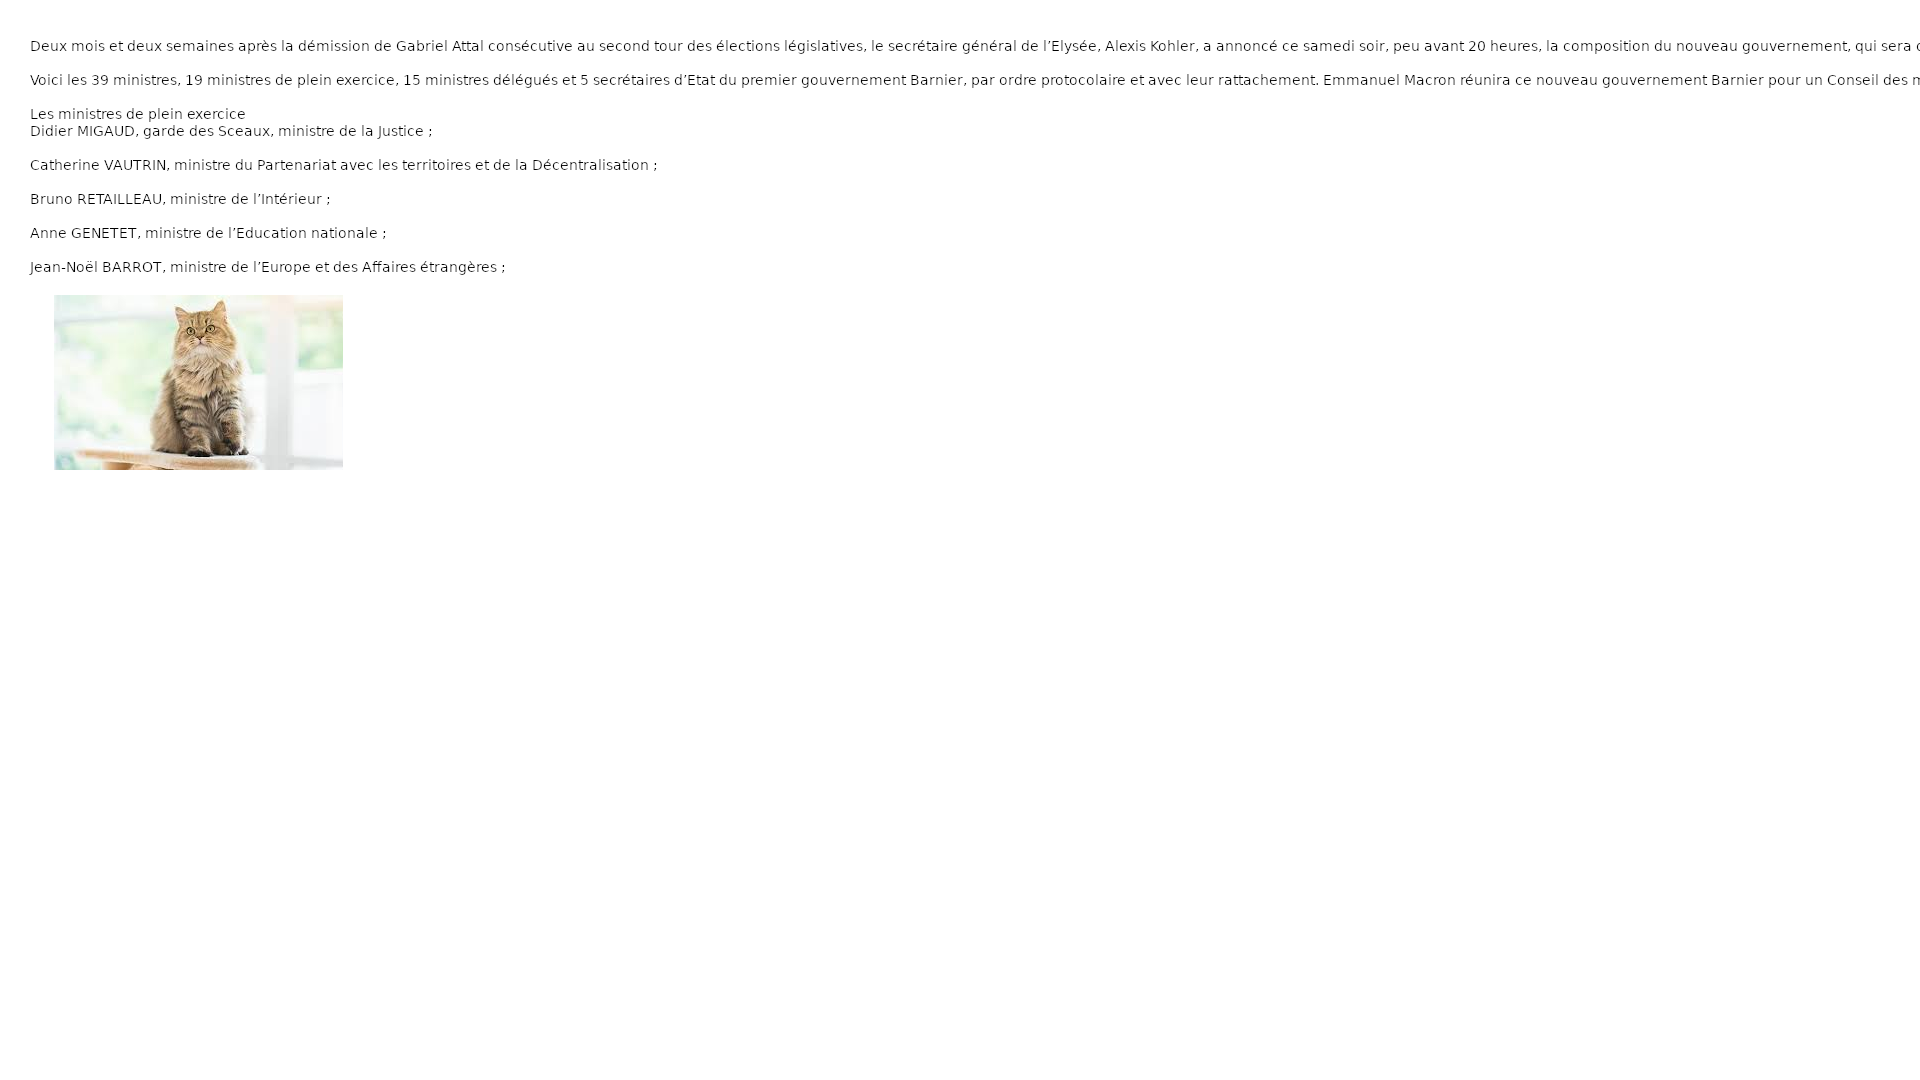 Deux mois et deux semaines après la démission de Gabriel Attal consécutive au second tour des élections législatives, le secrétaire général de l’Elysée, Alexis Kohler, a annoncé ce samedi soir, peu avant 20 heures, la composition du nouveau gouvernement, qui sera
Voici les 39 ministres, 19 ministres de plein exercice, 15 ministres délégués et 5 secrétaires d’Etat du premier gouvernement Barnier, par ordre protocolaire et avec leur rattachement. Emmanuel Macron réunira ce nouveau gouvernement Barnier pour un Conseil des
Les ministres de plein exercice
Didier MIGAUD, garde des Sceaux, ministre de la Justice ;
Catherine VAUTRIN, ministre du Partenariat avec les territoires et de la Décentralisation ;
Bruno RETAILLEAU, ministre de l’Intérieur ;
Anne GENETET, ministre de l’Education nationale ;
Jean-Noël BARROT, ministre de l’Europe et des Affaires étrangères ;